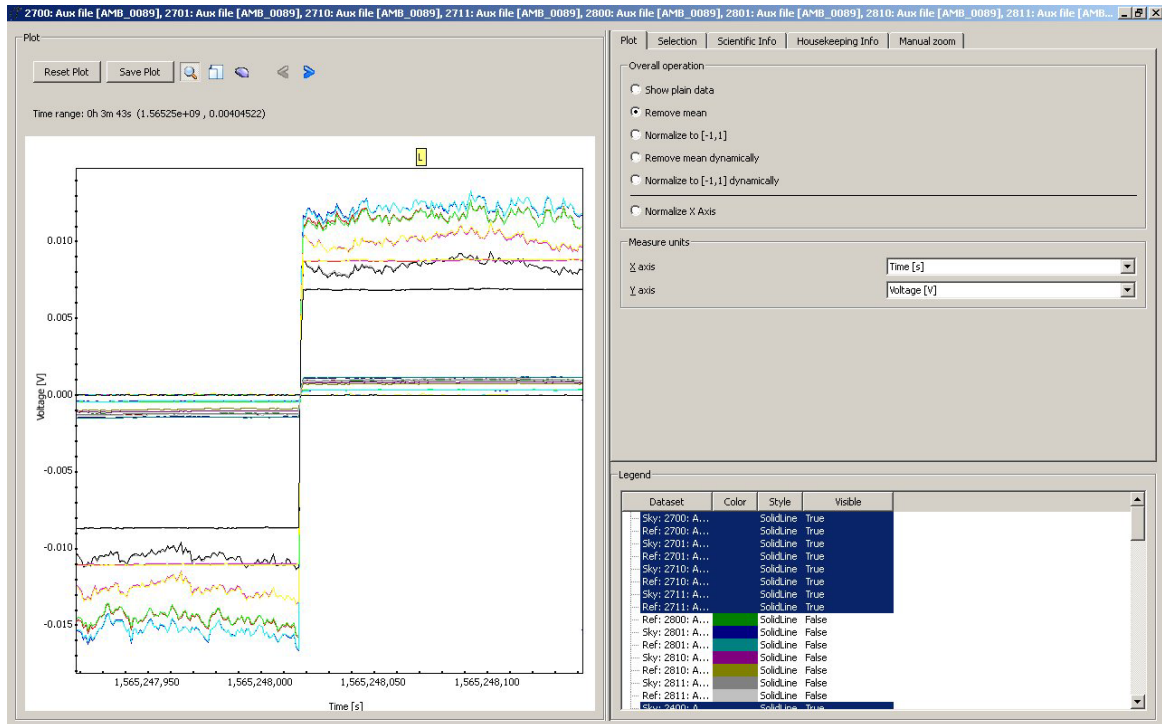 2700: Aux file [AMB_0089], 2701: Aux file [AMB_0089], 2710: Aux file [AMB_0089], 2711: Aux file [AMB_0089], 2800: Aux file [AMB_0089], 2801: Aux file [AMB_0089], 2810: Aux file [AMB_0089], 2811: Aux file [AMB...
Plot
Reset Plot Save Plot
Time range: 0h 3m 43s (1.56525e+09 , 0.00404522)
L
0.010
0.005
0.000
-0.005
-0.010
-0.015
Voltage [V]
1,565,247,950 1,565,248,000 1,565,248,050 1,565,248,100
Time [s]
Plot Selection Scientific Info Housekeeping Info Manual zoom
Overall operation
Show plain data
Remove mean
Normalize to [-1,1]
Remove mean dynamically
Normalize to [-1,1] dynamically
Normalize X Axis
Measure units
X axis Time [s]
Y axis Voltage [V]
Legend
Dataset Color Style Visible
Sky: 2700: A... SolidLine True
Ref: 2700: A... SolidLine True
Sky: 2701: A... SolidLine True
Ref: 2701: A... SolidLine True
Sky: 2710: A... SolidLine True
Ref: 2710: A... SolidLine True
Sky: 2711: A... SolidLine True
Ref: 2711: A... SolidLine True
Ref: 2800: A... SolidLine False
Sky: 2801: A... SolidLine False
Ref: 2801: A... SolidLine False
Sky: 2810: A... SolidLine False
Ref: 2810: A... SolidLine False
Sky: 2811: A... SolidLine False
Ref: 2811: A... SolidLine False
Sky: 2400: A... SolidLine True